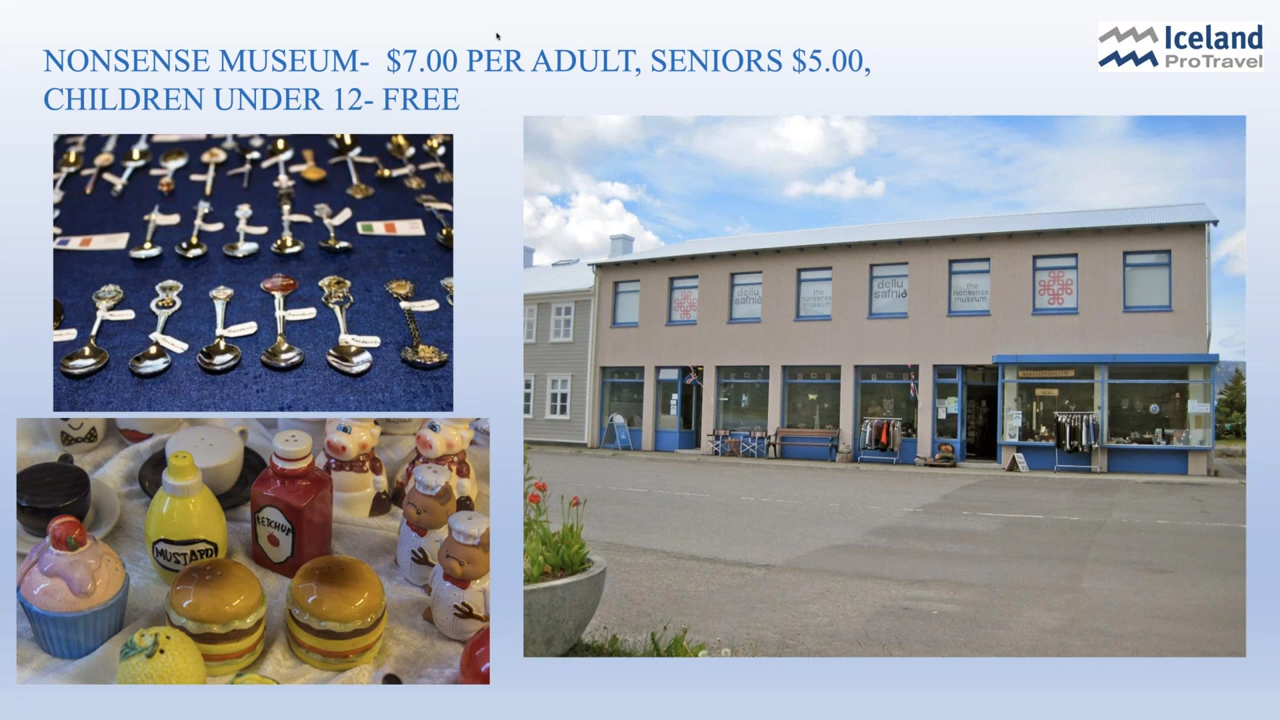 NONSENSE MUSEUM- $7.00 PER ADULT, SENIORS $5.00,
CHILDREN UNDER 12- FREE
Iceland
ProTravel
dellu
safnið
the
nonsense
museum
dellu
safnið
the
nonsense
museum
MUSTARD
KETCHUP